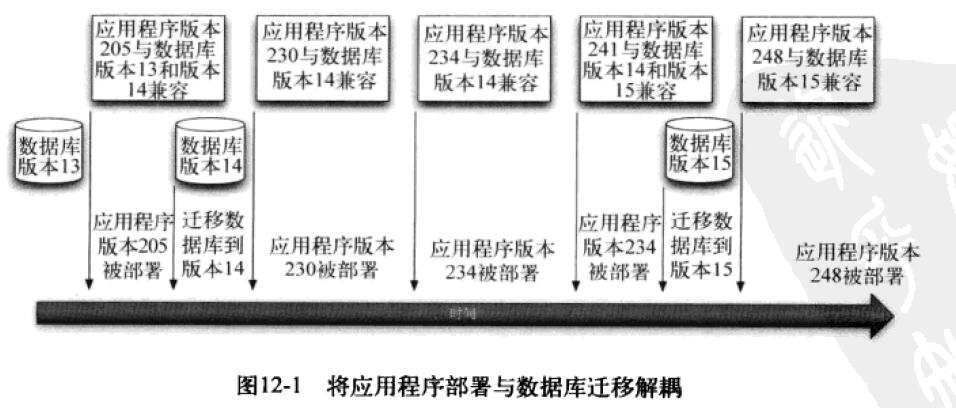 应用程序版本
205与数据库
版本13和版本
14兼容
应用程序版本
230与数据库
版本14兼容
应用程序版本
234与数据库
版本14兼容
应用程序版本
241与数据库
版本14和版本
15兼容
应用程序版本
248与数据库
版本15兼容
数据库
版本13
数据库
版本14
数据库
版本15
应用程序
版本205
被部署
迁移数
据库到
版本14
应用程序版本
230被部署
应用程序版本
234被部署
应用程序
版本234
被部署
迁移数
据库到
版本15
应用程序版本
248被部署
时间
图12-1 将应用程序部署与数据库迁移解耦